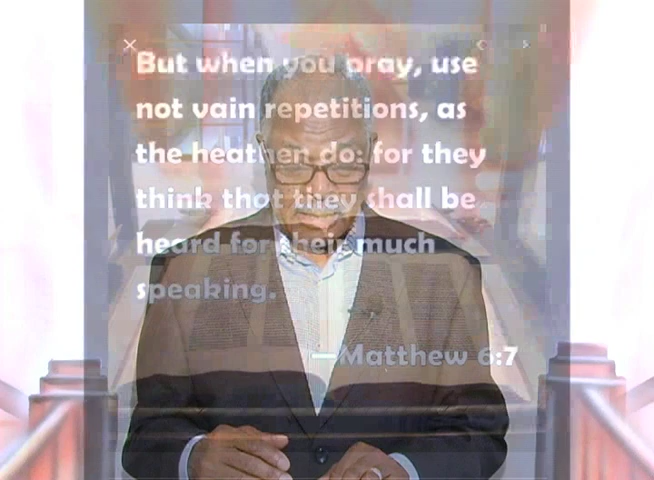 But when you pray, use
not vain repetitions, as
the heathen do: for they
think that they shall be
heard for their much
speaking.
—Matthew 6:7